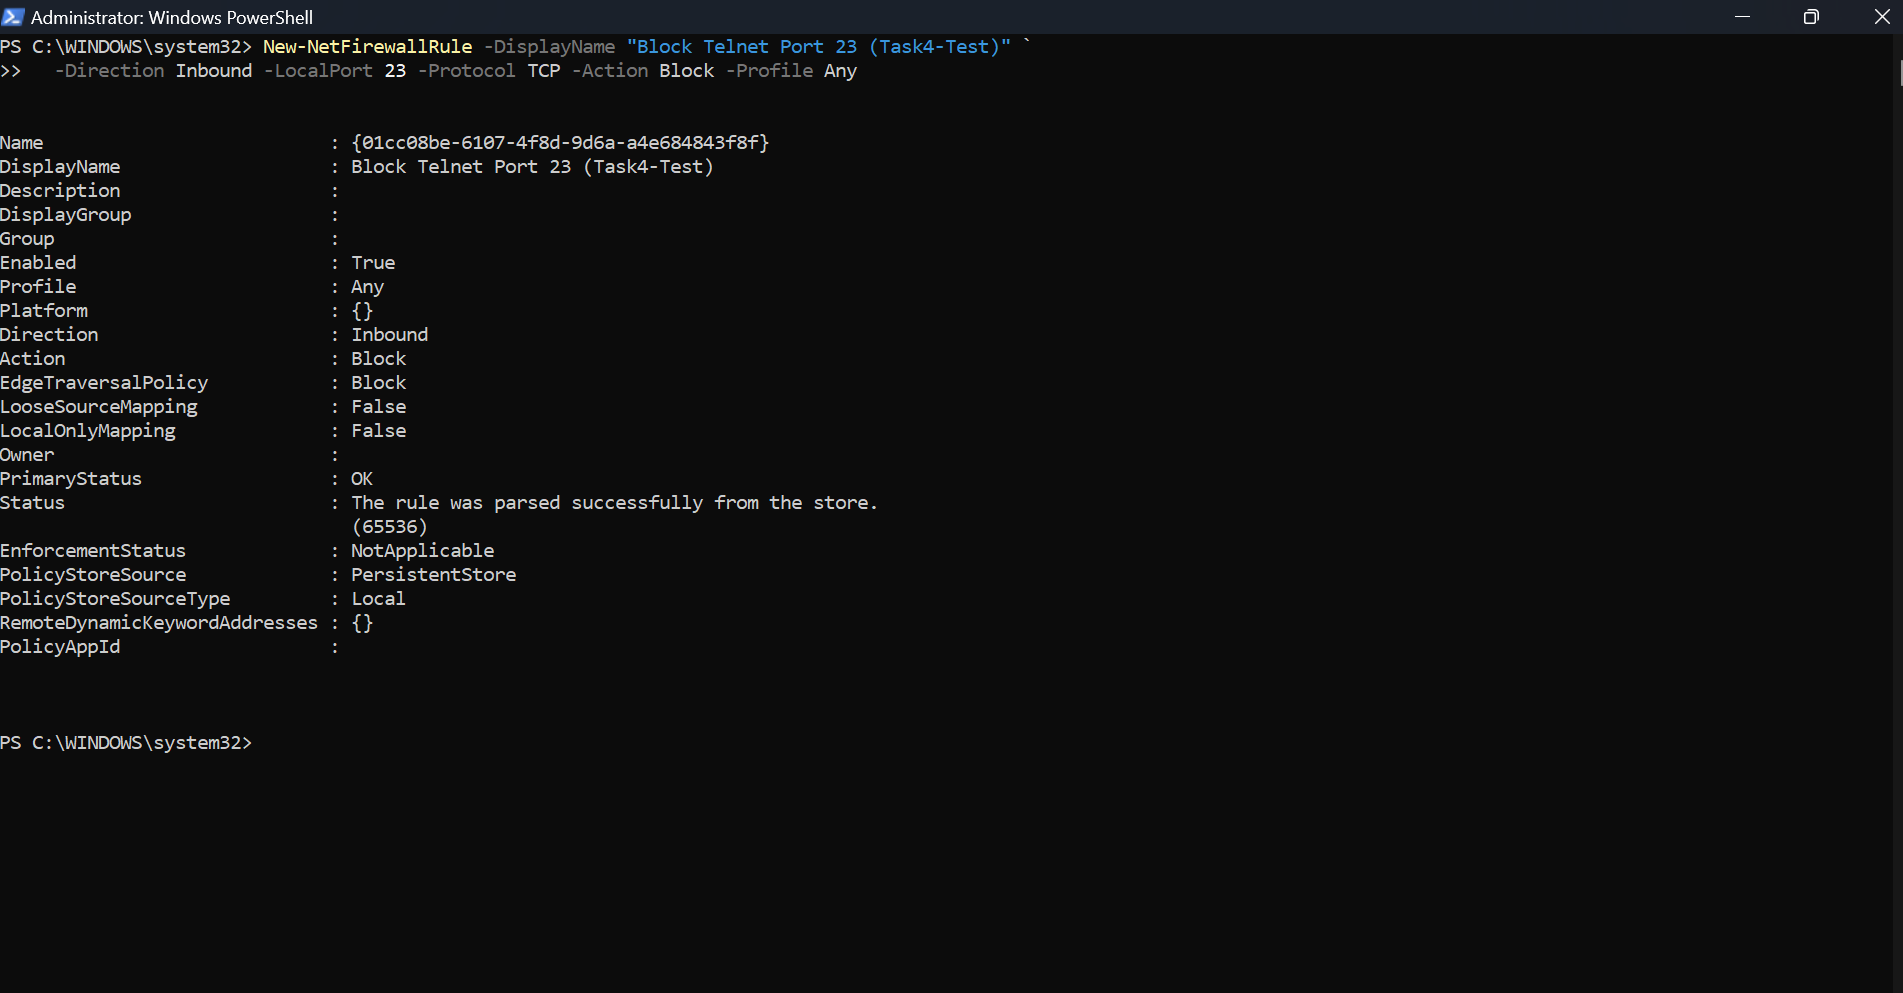 Administrator: Windows PowerShell
PS C:\WINDOWS\system32> New-NetFirewallRule -DisplayName "Block Telnet Port 23 (Task4-Test)" `
>>   -Direction Inbound -LocalPort 23 -Protocol TCP -Action Block -Profile Any
Name                          : {01cc08be-6107-4f8d-9d6a-a4e684843f8f}
DisplayName                   : Block Telnet Port 23 (Task4-Test)
Description                   :
DisplayGroup                  :
Group                         :
Enabled                       : True
Profile                       : Any
Platform                      : {}
Direction                     : Inbound
Action                        : Block
EdgeTraversalPolicy           : Block
LooseSourceMapping            : False
LocalOnlyMapping              : False
Owner                         :
PrimaryStatus                 : OK
Status                        : The rule was parsed successfully from the store.
                                (65536)
EnforcementStatus             : NotApplicable
PolicyStoreSource             : PersistentStore
PolicyStoreSourceType         : Local
RemoteDynamicKeywordAddresses : {}
PolicyAppId                   :
PS C:\WINDOWS\system32>